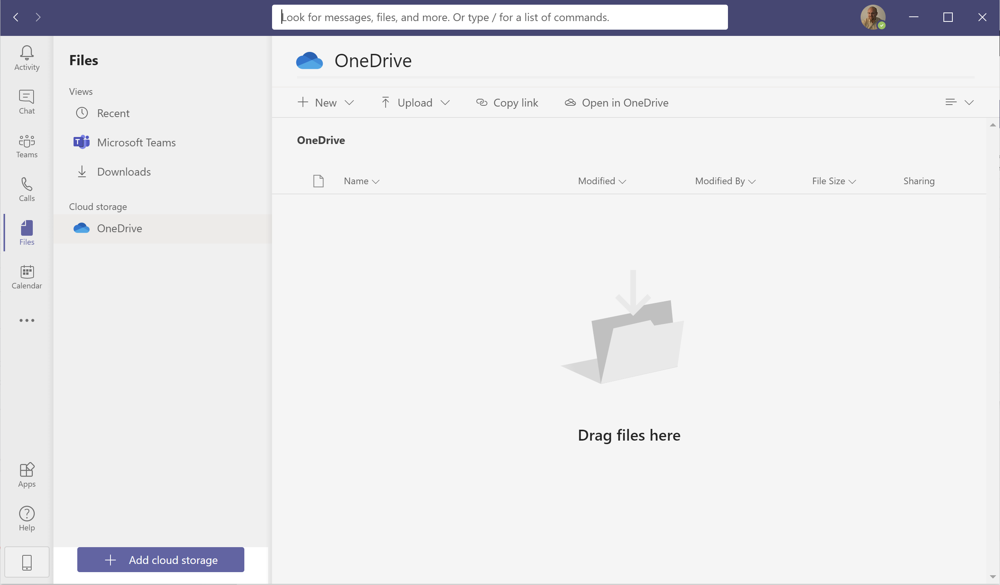 Look for messages, files, and more. Or type / for a list of commands.
Activity
Chat
Teams
Calls
Files
Calendar
Apps
Help
Files
Views
Recent
T
Microsoft Teams
Downloads
Cloud storage
OneDrive
Add cloud storage
OneDrive
New
Upload
Copy link
Open in OneDrive
OneDrive
Name Modified Modified By File Size Sharing
Drag files here